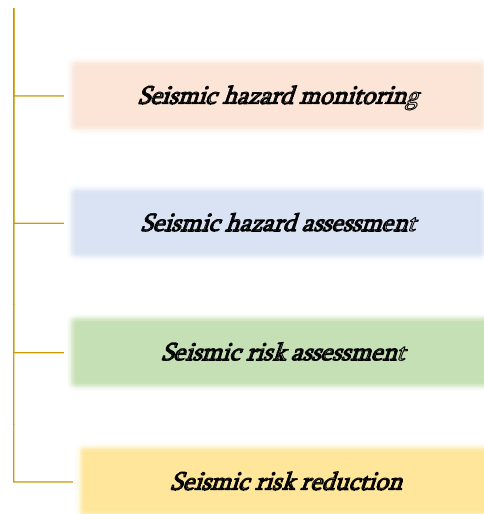 Seismic hazard monitoring
Seismic hazard assessment
Seismic risk assessment
Seismic risk reduction